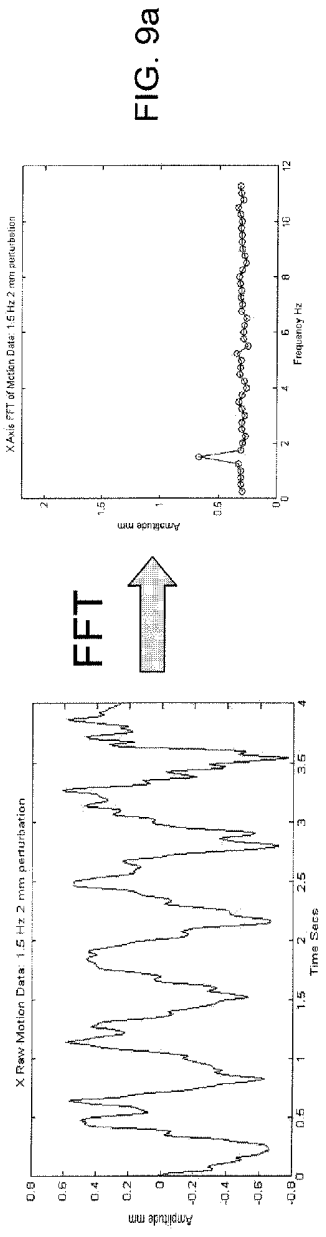 X Raw Motion Data: 1.5 Hz 2 mm perturbation
Amplitude mm
0.8
0.6
0.4
0.2
0
-0.2
-0.4
-0.6
-0.8
0 0.5 1 1.5 2 2.5 3 3.5 4
Time Secs
FFT
X Axis FFT of Motion Data: 1.5 Hz 2 mm perturbation
Amplitude mm
2
1.5
1
0.5
0
0 2 4 6 8 10 12
Frequency Hz
FIG. 9a